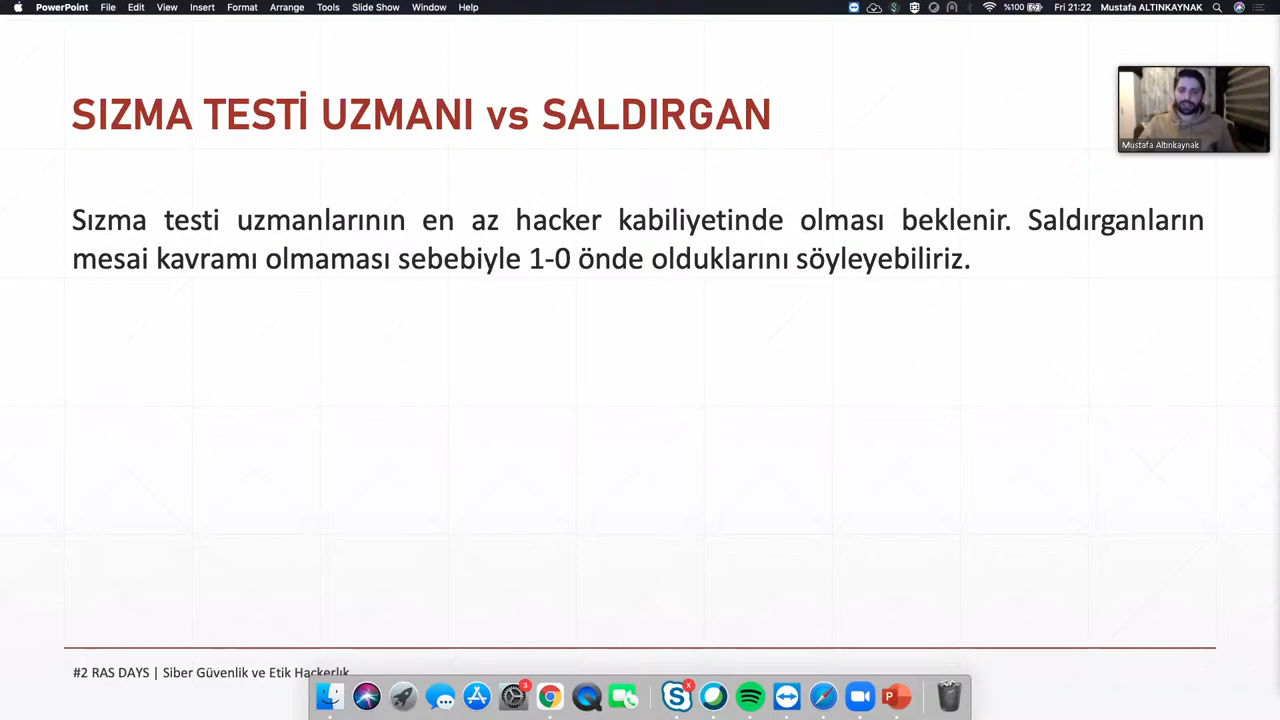 PowerPoint File Edit View Insert Format Arrange Tools Slide Show Window Help %100 Fri 21:22 Mustafa ALTINKAYNAK
SIZMA TESTİ UZMANI vs SALDIRGAN
Mustafa Altınkaynak
Sızma testi uzmanlarının en az hacker kabiliyetinde olması beklenir. Saldırganların
mesai kavramı olmaması sebebiyle 1-0 önde olduklarını söyleyebiliriz.
#2 RAS DAYS | Siber Güvenlik ve Etik Hackerlık
3